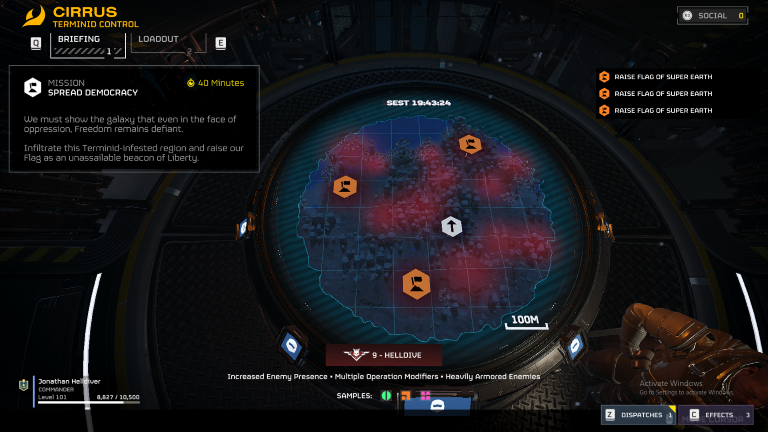 CIRRUS
TERMINID CONTROL
SOCIAL 0
Q
BRIEFING
1
LOADOUT
2
E
MISSION
SPREAD DEMOCRACY
40 Minutes
We must show the galaxy that even in the face of
oppression, Freedom remains defiant.
Infiltrate this Terminid-infested region and raise our
Flag as an unassailable beacon of Liberty.
RAISE FLAG OF SUPER EARTH
RAISE FLAG OF SUPER EARTH
RAISE FLAG OF SUPER EARTH
SEST 19:43:24
100M
9 - HELLDIVE
Increased Enemy Presence • Multiple Operation Modifiers • Heavily Armored Enemies
SAMPLES:
Jonathan Helldiver
COMMANDER
Level 101
8,827 / 10,500
Activate Windows
Go to Settings to activate Windows.
Z DISPATCHES 1
C EFFECTS 3